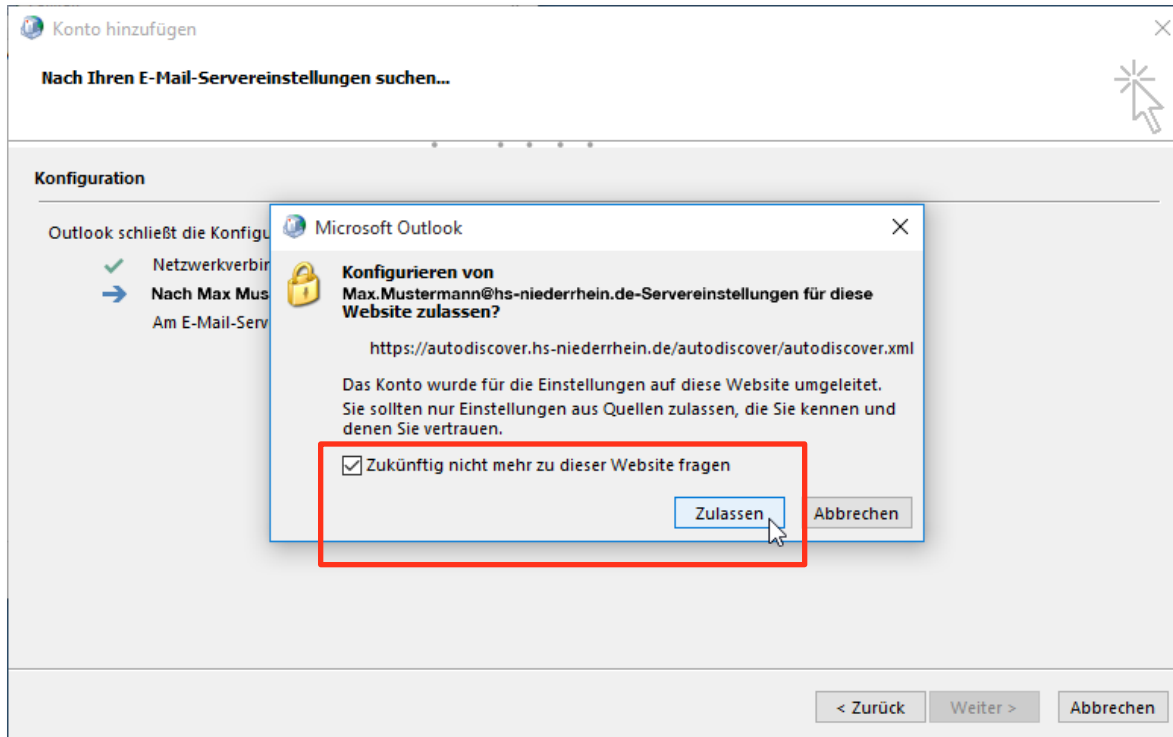 Konto hinzufügen
Nach Ihren E-Mail-Servereinstellungen suchen...
Konfiguration
Outlook schließt die Konfigu
Netzwerkverbin
Nach Max Mus
Am E-Mail-Serv
Microsoft Outlook
Konfigurieren von
Max.Mustermann@hs-niederrhein.de-Servereinstellungen für diese
Website zulassen?
https://autodiscover.hs-niederrhein.de/autodiscover/autodiscover.xml
Das Konto wurde für die Einstellungen auf diese Website umgeleitet.
Sie sollten nur Einstellungen aus Quellen zulassen, die Sie kennen und
denen Sie vertrauen.
Zukünftig nicht mehr zu dieser Website fragen
Zulassen Abbrechen
< Zurück Weiter > Abbrechen